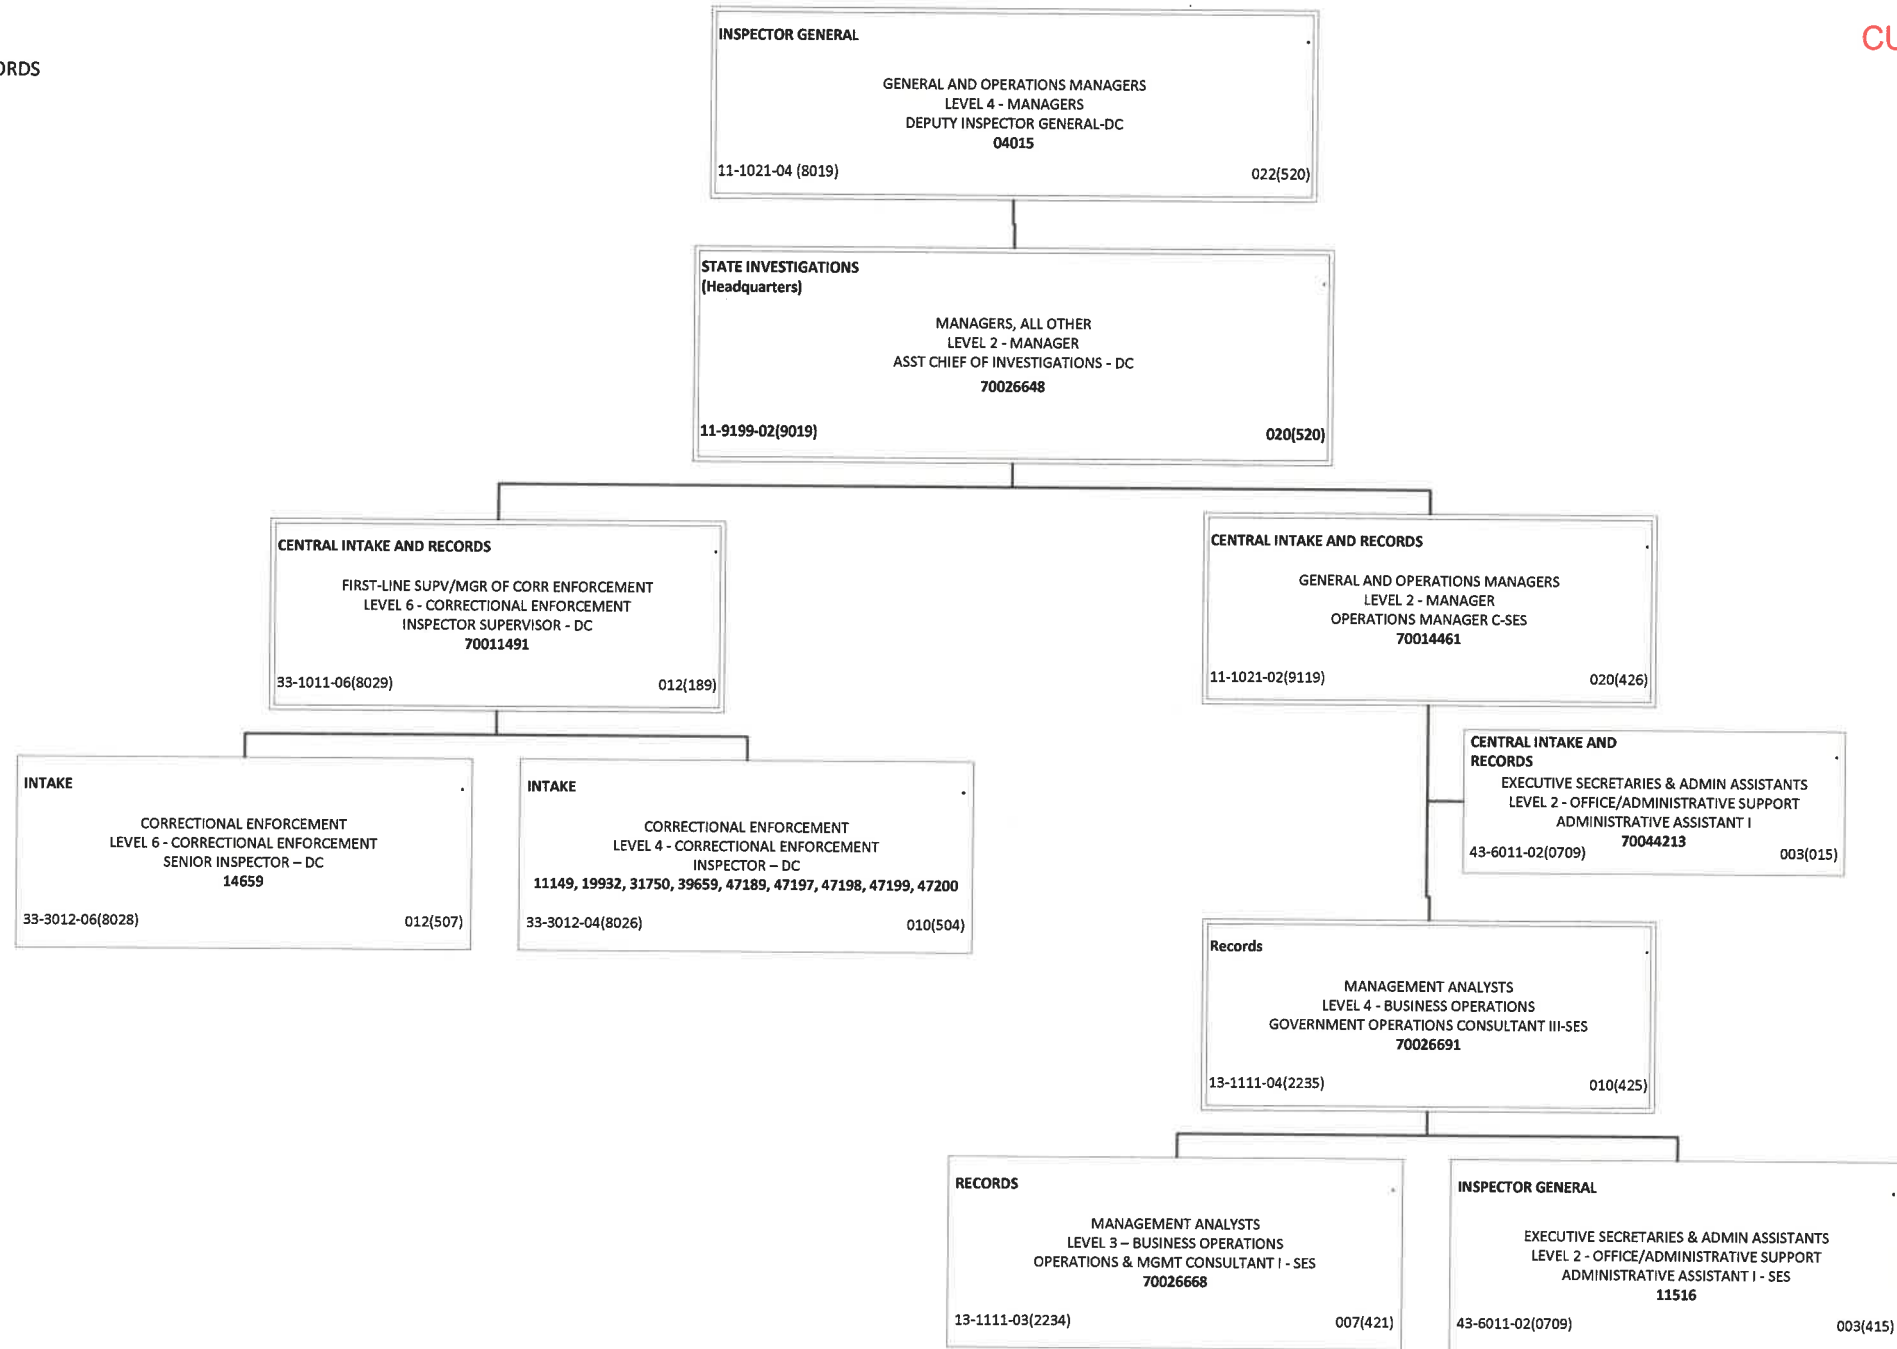 CU
ORDS
INSPECTOR GENERAL
GENERAL AND OPERATIONS MANAGERS
LEVEL 4 - MANAGERS
DEPUTY INSPECTOR GENERAL-DC
04015
11-1021-04 (8019) 022(520)
STATE INVESTIGATIONS
(Headquarters)
MANAGERS, ALL OTHER
LEVEL 2 - MANAGER
ASST CHIEF OF INVESTIGATIONS - DC
70026648
11-9199-02(9019) 020(520)
CENTRAL INTAKE AND RECORDS
FIRST-LINE SUPV/MGR OF CORR ENFORCEMENT
LEVEL 6 - CORRECTIONAL ENFORCEMENT
INSPECTOR SUPERVISOR - DC
70011491
33-1011-06(8029) 012(189)
CENTRAL INTAKE AND RECORDS
GENERAL AND OPERATIONS MANAGERS
LEVEL 2 - MANAGER
OPERATIONS MANAGER C-SES
70014461
11-1021-02(9119) 020(426)
CENTRAL INTAKE AND
RECORDS
EXECUTIVE SECRETARIES & ADMIN ASSISTANTS
LEVEL 2 - OFFICE/ADMINISTRATIVE SUPPORT
ADMINISTRATIVE ASSISTANT I
70044213
43-6011-02(0709) 003(015)
INTAKE
CORRECTIONAL ENFORCEMENT
LEVEL 6 - CORRECTIONAL ENFORCEMENT
SENIOR INSPECTOR – DC
14659
33-3012-06(8028) 012(507)
INTAKE
CORRECTIONAL ENFORCEMENT
LEVEL 4 - CORRECTIONAL ENFORCEMENT
INSPECTOR – DC
11149, 19932, 31750, 39659, 47189, 47197, 47198, 47199, 47200
33-3012-04(8026) 010(504)
Records
MANAGEMENT ANALYSTS
LEVEL 4 - BUSINESS OPERATIONS
GOVERNMENT OPERATIONS CONSULTANT III-SES
70026691
13-1111-04(2235) 010(425)
RECORDS
MANAGEMENT ANALYSTS
LEVEL 3 – BUSINESS OPERATIONS
OPERATIONS & MGMT CONSULTANT I - SES
70026668
13-1111-03(2234) 007(421)
INSPECTOR GENERAL
EXECUTIVE SECRETARIES & ADMIN ASSISTANTS
LEVEL 2 - OFFICE/ADMINISTRATIVE SUPPORT
ADMINISTRATIVE ASSISTANT I - SES
11516
43-6011-02(0709) 003(415)